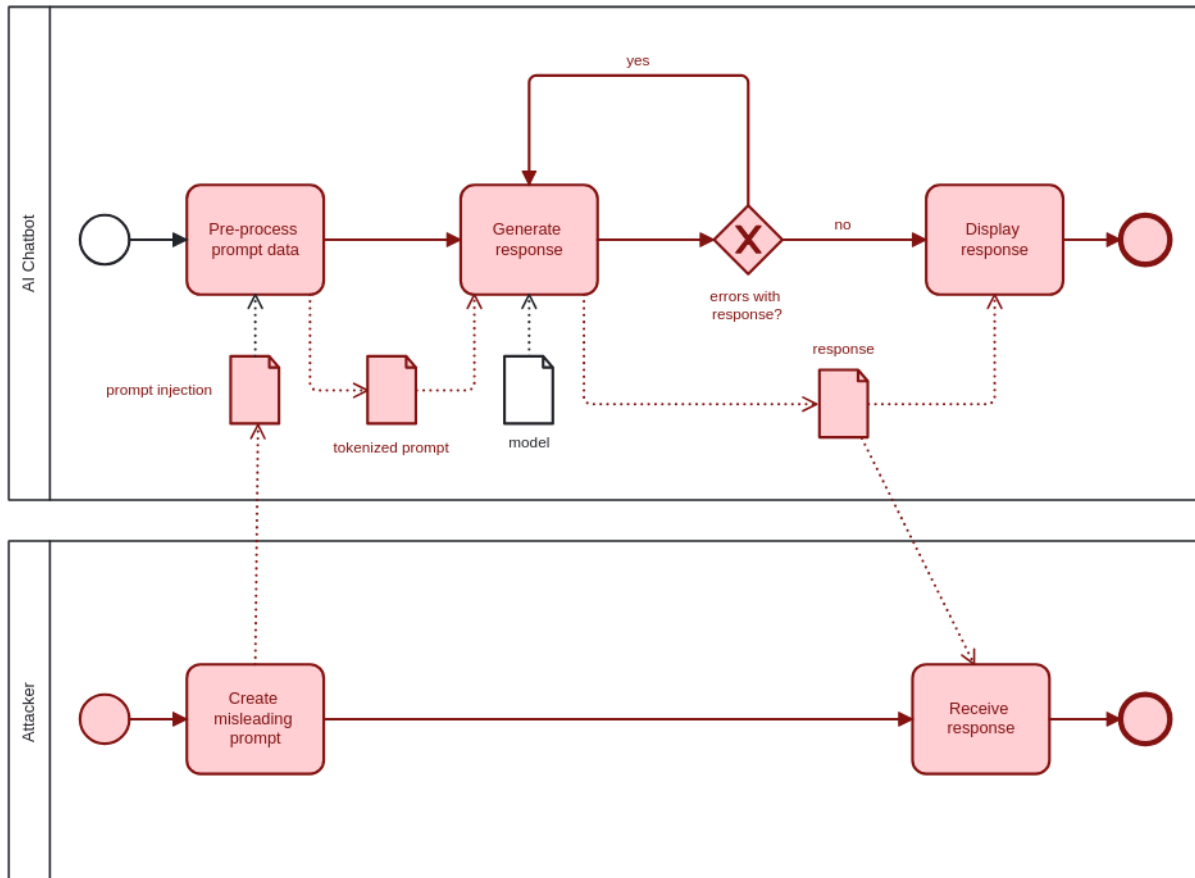 AI Chatbot
yes
Pre-process
prompt data
Generate
response
no
Display
response
errors with
response?
response
prompt injection
tokenized prompt
model
Attacker
Create
misleading
prompt
Receive
response